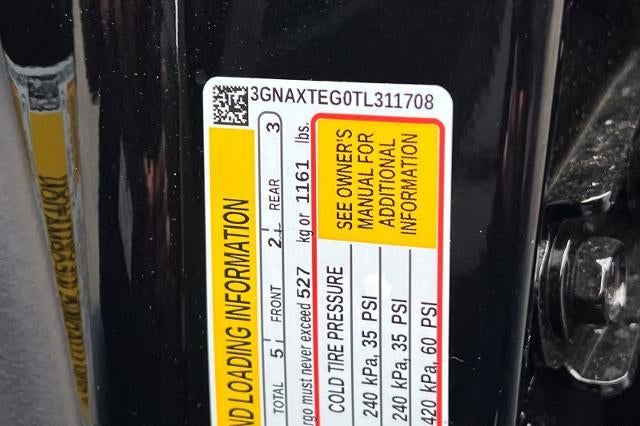 3GNAXTEG0TL311708
ND LOADING INFORMATION
TOTAL 5 FRONT 2 REAR 3
rgo must never exceed 527 kg or 1161 lbs.
COLD TIRE PRESSURE
240 kPa, 35 PSI
240 kPa, 35 PSI
420 kPa, 60 PSI
SEE OWNER'S
MANUAL FOR
ADDITIONAL
INFORMATION